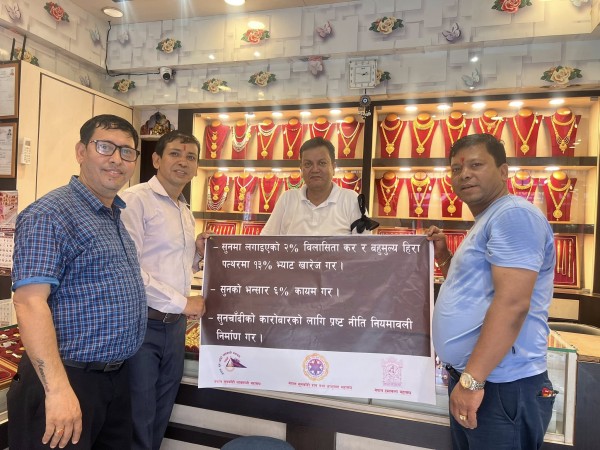 - सुनमा लगाइएको २% विलासिता कर र बहुमुल्य हिरा
पत्थरमा १३% भ्याट खारेज गर ।
- सुनको भन्सार ६% कायम गर ।
- सुनचाँदीको कारोबारको लागि प्रष्ट नीति नियमावली
निर्माण गर ।